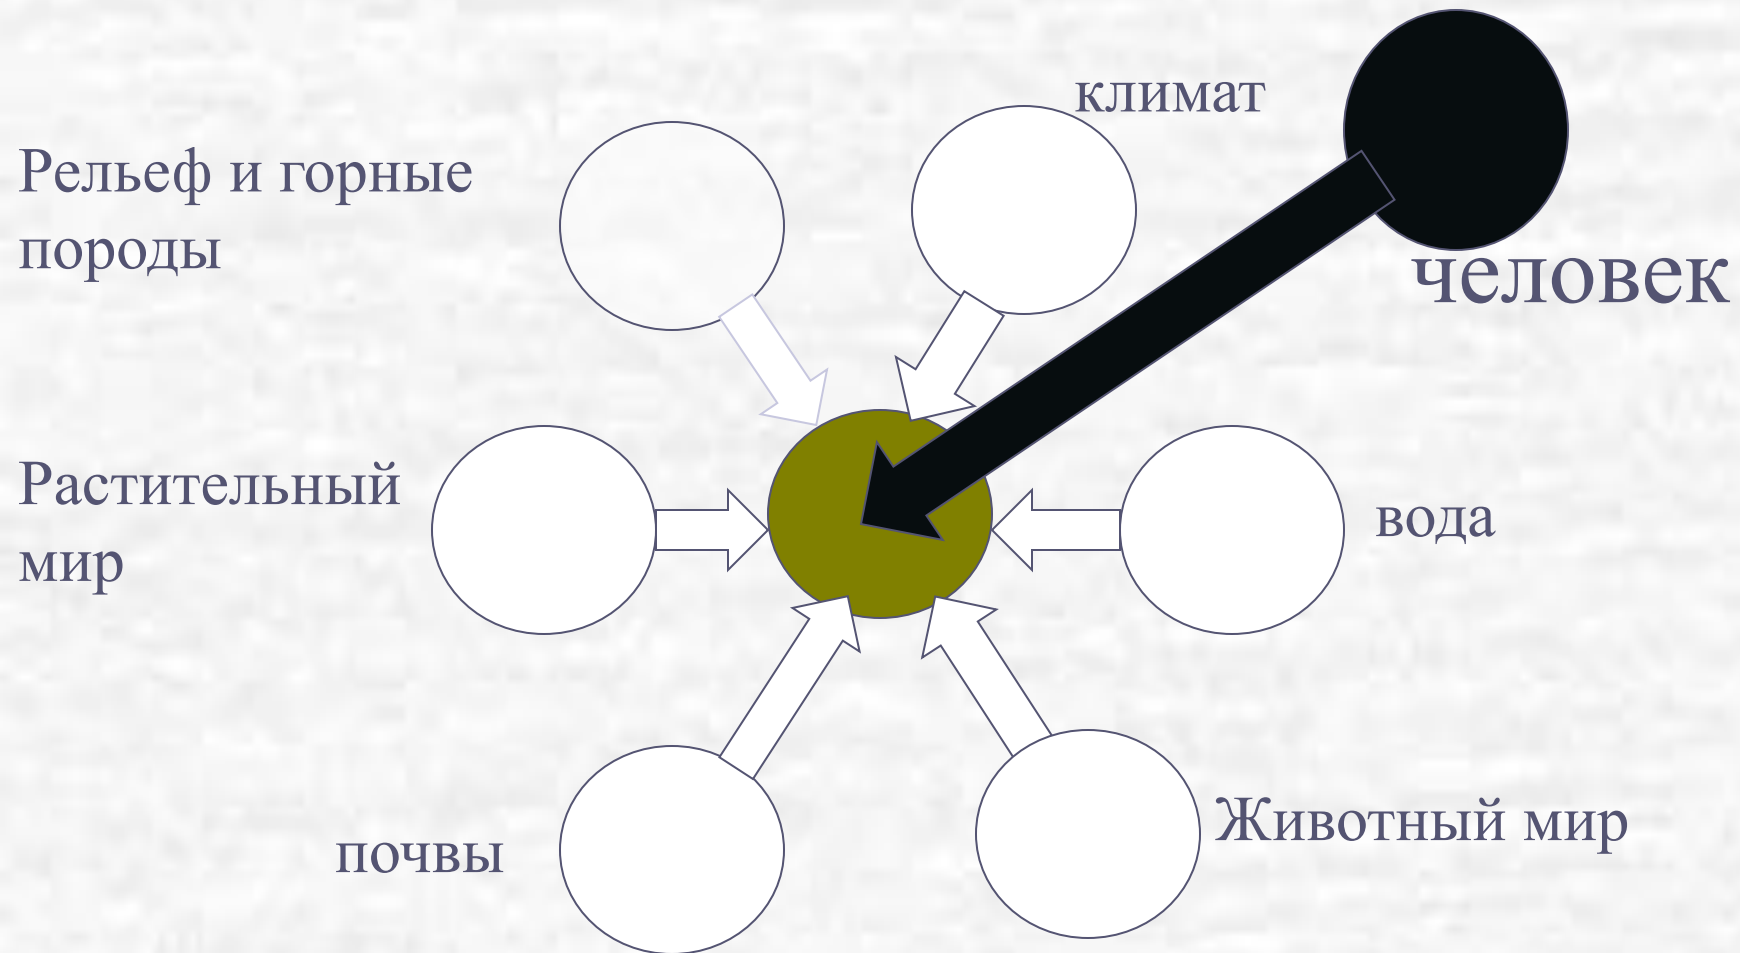 климат
Рельеф и горные
породы
человек
Растительный
мир
вода
Животный мир
почвы